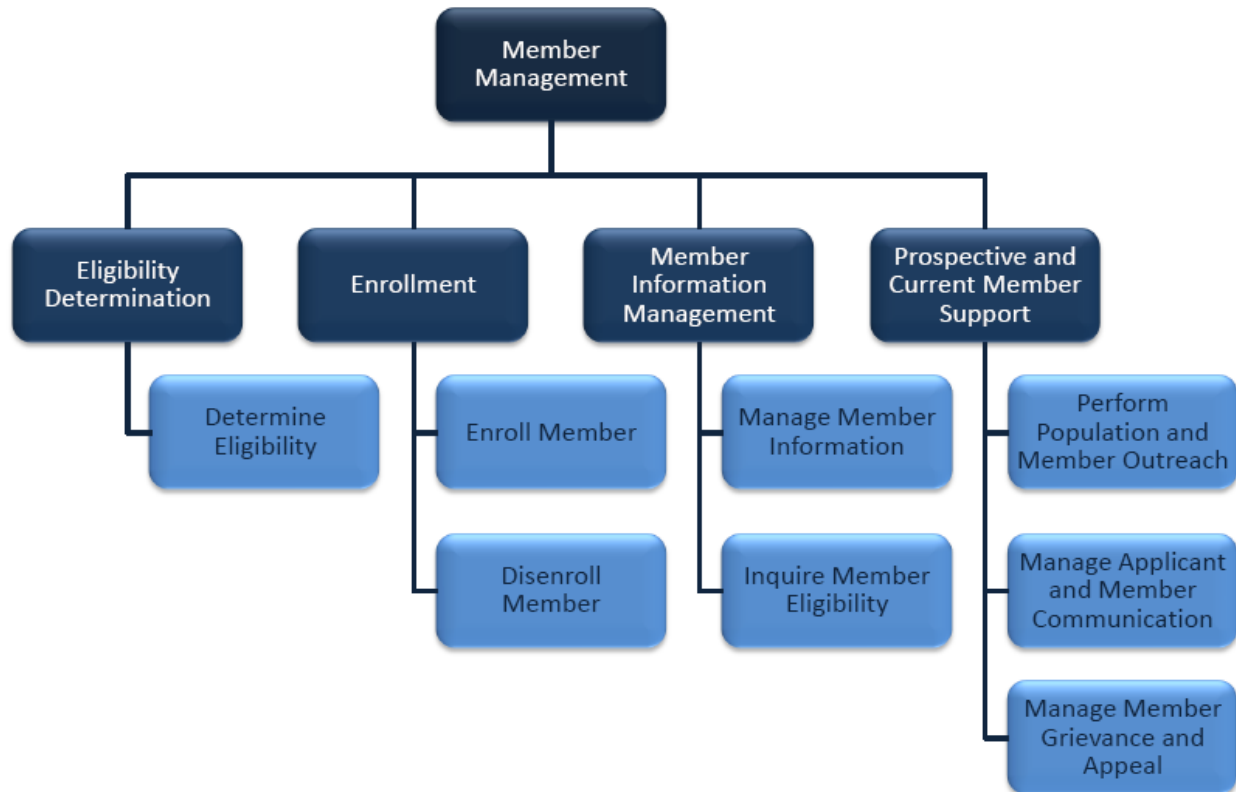 Member
Management
Eligibility
Determination
Enrollment
Member
Information
Management
Prospective and
Current Member
Support
Determine
Eligibility
Enroll Member
Manage Member
Information
Perform
Population and
Member Outreach
Disenroll
Member
Inquire Member
Eligibility
Manage Applicant
and Member
Communication
Manage Member
Grievance and
Appeal